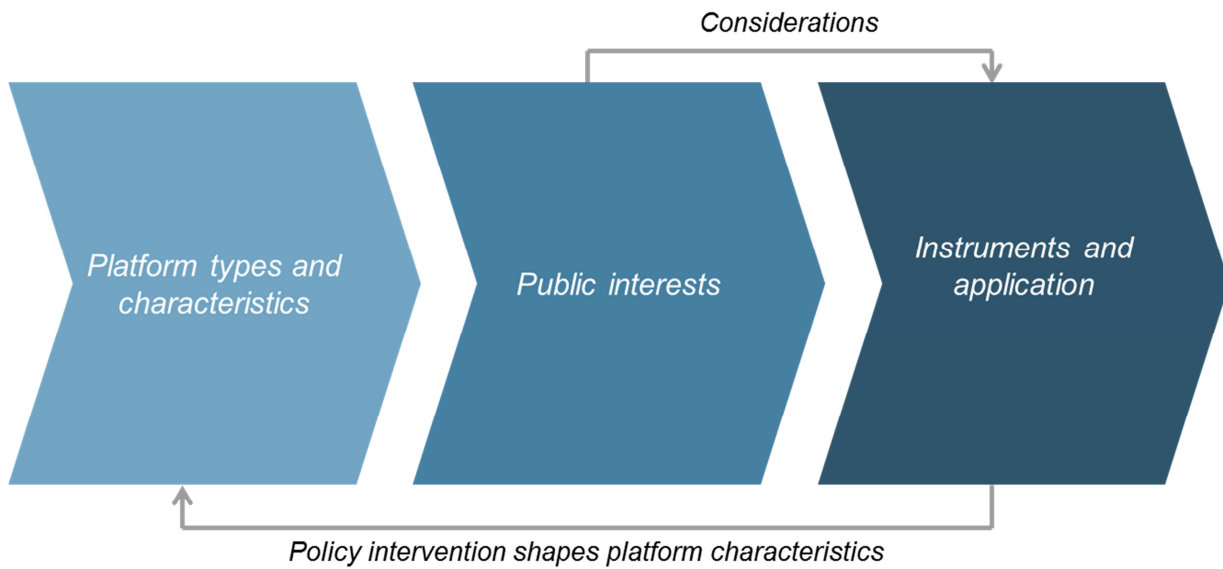 Considerations
Platform types and
characteristics
Public interests
Instruments and
application
Policy intervention shapes platform characteristics